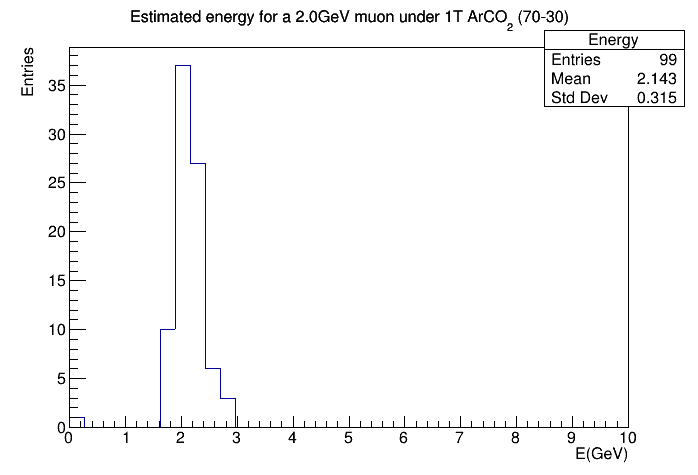 Estimated energy for a 2.0GeV muon under 1T ArCO₂ (70-30)
Energy
Entries 99
Mean 2.143
Std Dev 0.315
Entries
35
30
25
20
15
10
5
0
0 1 2 3 4 5 6 7 8 9 10
E(GeV)